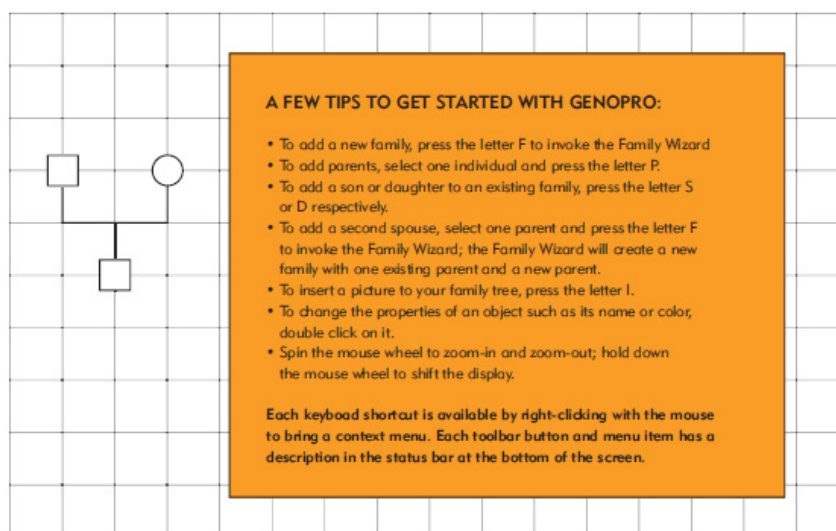 A FEW TIPS TO GET STARTED WITH GENOPRO:
• To add a new family, press the letter F to invoke the Family Wizard
• To add parents, select one individual and press the letter P.
• To add a son or daughter to an existing family, press the letter S
or D respectively.
• To add a second spouse, select one parent and press the letter F
to invoke the Family Wizard; the Family Wizard will create a new
family with one existing parent and a new parent.
• To insert a picture to your family tree, press the letter I.
• To change the properties of an object such as its name or color,
double click on it.
• Spin the mouse wheel to zoom-in and zoom-out; hold down
the mouse wheel to shift the display.
Each keyboad shortcut is available by right-clicking with the mouse
to bring a context menu. Each toolbar button and menu item has a
description in the status bar at the bottom of the screen.